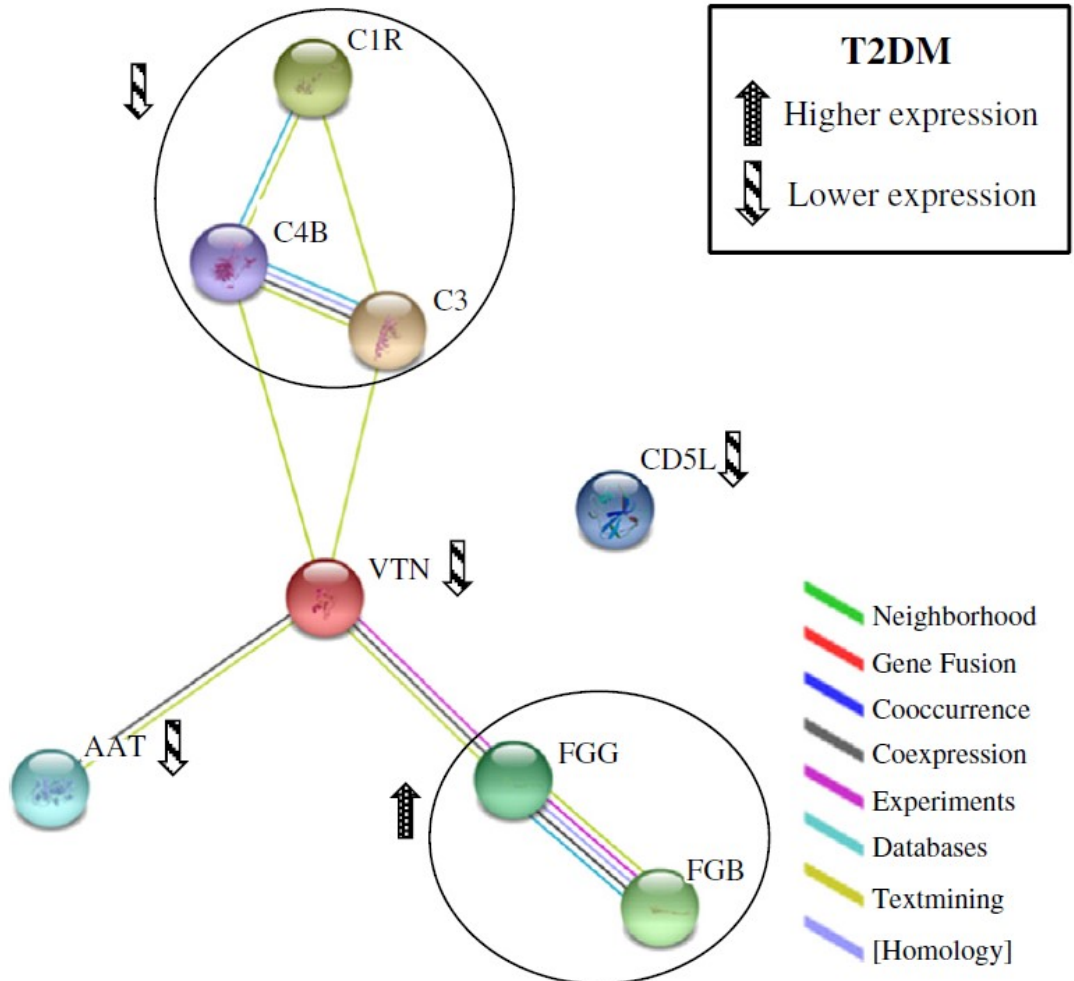 C1R
T2DM
Higher expression
Lower expression
C4B
C3
CD5L
VTN
AAT
FGG
FGB
Neighborhood
Gene Fusion
Cooccurrence
Coexpression
Experiments
Databases
Textmining
[Homology]